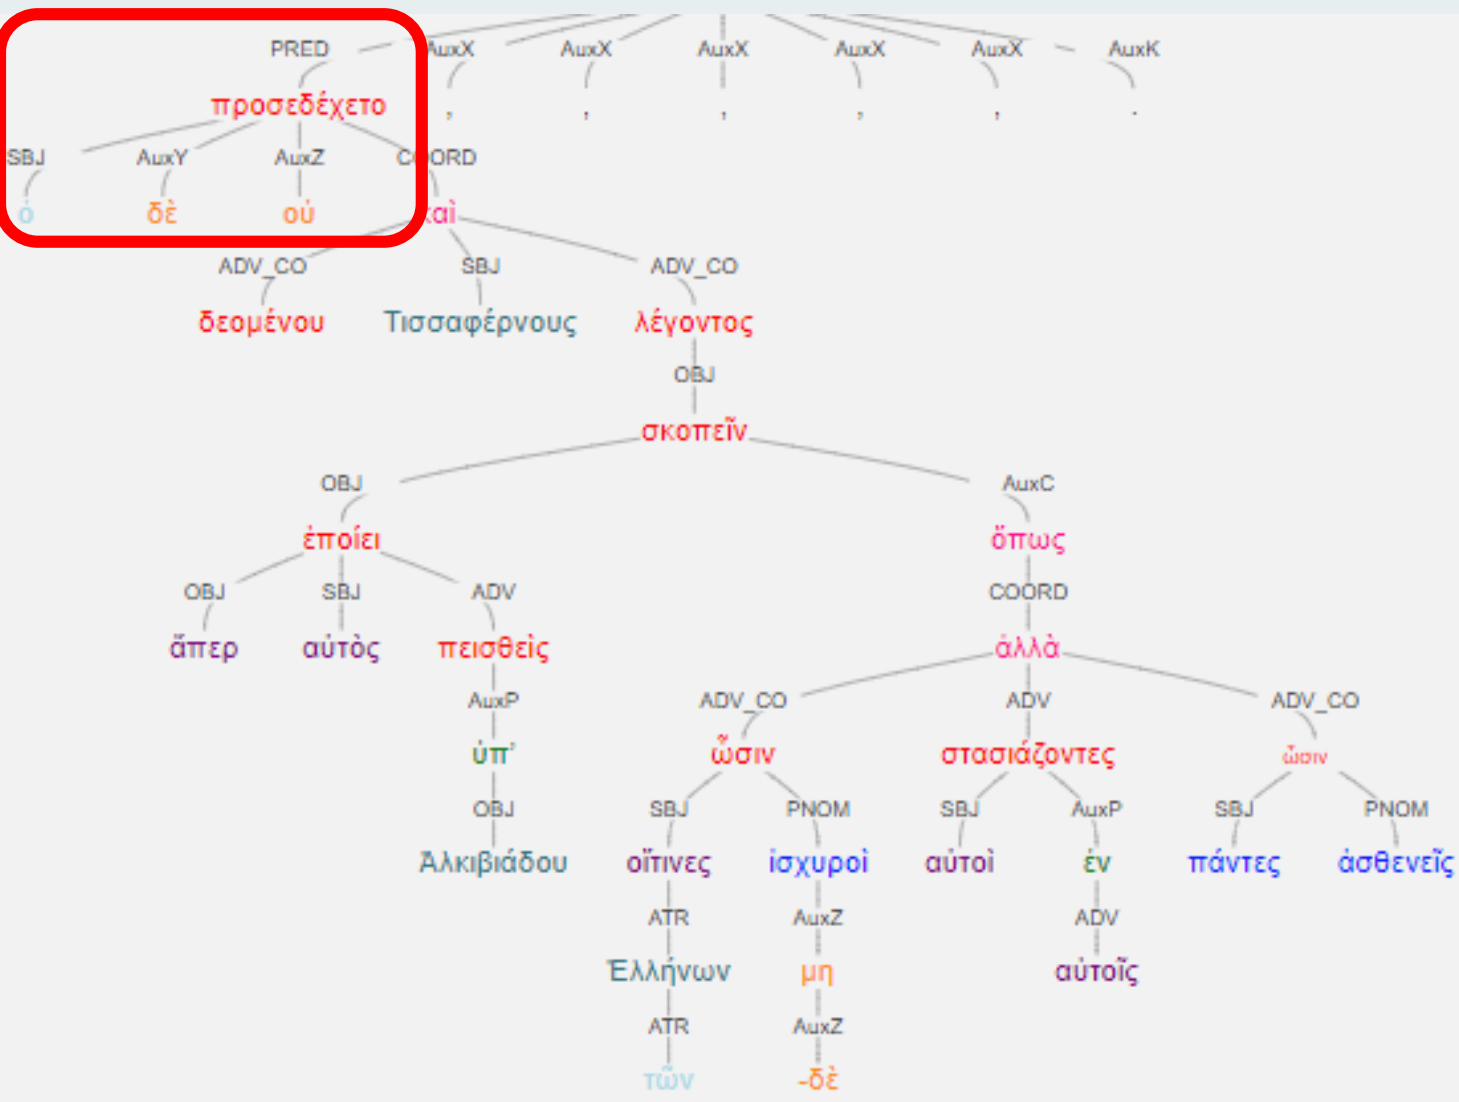 PRED AuxX AuxX AuxX AuxX AuxX AuxK
προσεδέχετο , , , , , .
SBJ AuxY AuxZ COORD
ὁ δὲ οὐ καὶ
ADV_CO SBJ ADV_CO
δεομένου Τισσαφέρνους λέγοντος
OBJ
σκοπεῖν
OBJ AuxC
ἐποίει ὅπως
OBJ SBJ ADV COORD
ἅπερ αὐτὸς πεισθεὶς ἀλλὰ
AuxP ADV_CO ADV ADV_CO
ὑπ’ ὦσιν στασιάζοντες ὦσιν
OBJ SBJ PNOM SBJ AuxP SBJ PNOM
Ἀλκιβιάδου οἵτινες ἰσχυροὶ αὐτοὶ ἐν πάντες ἀσθενεῖς
ATR AuxZ ADV
Ἑλλήνων μη αὐτοῖς
ATR AuxZ
τῶν -δὲ